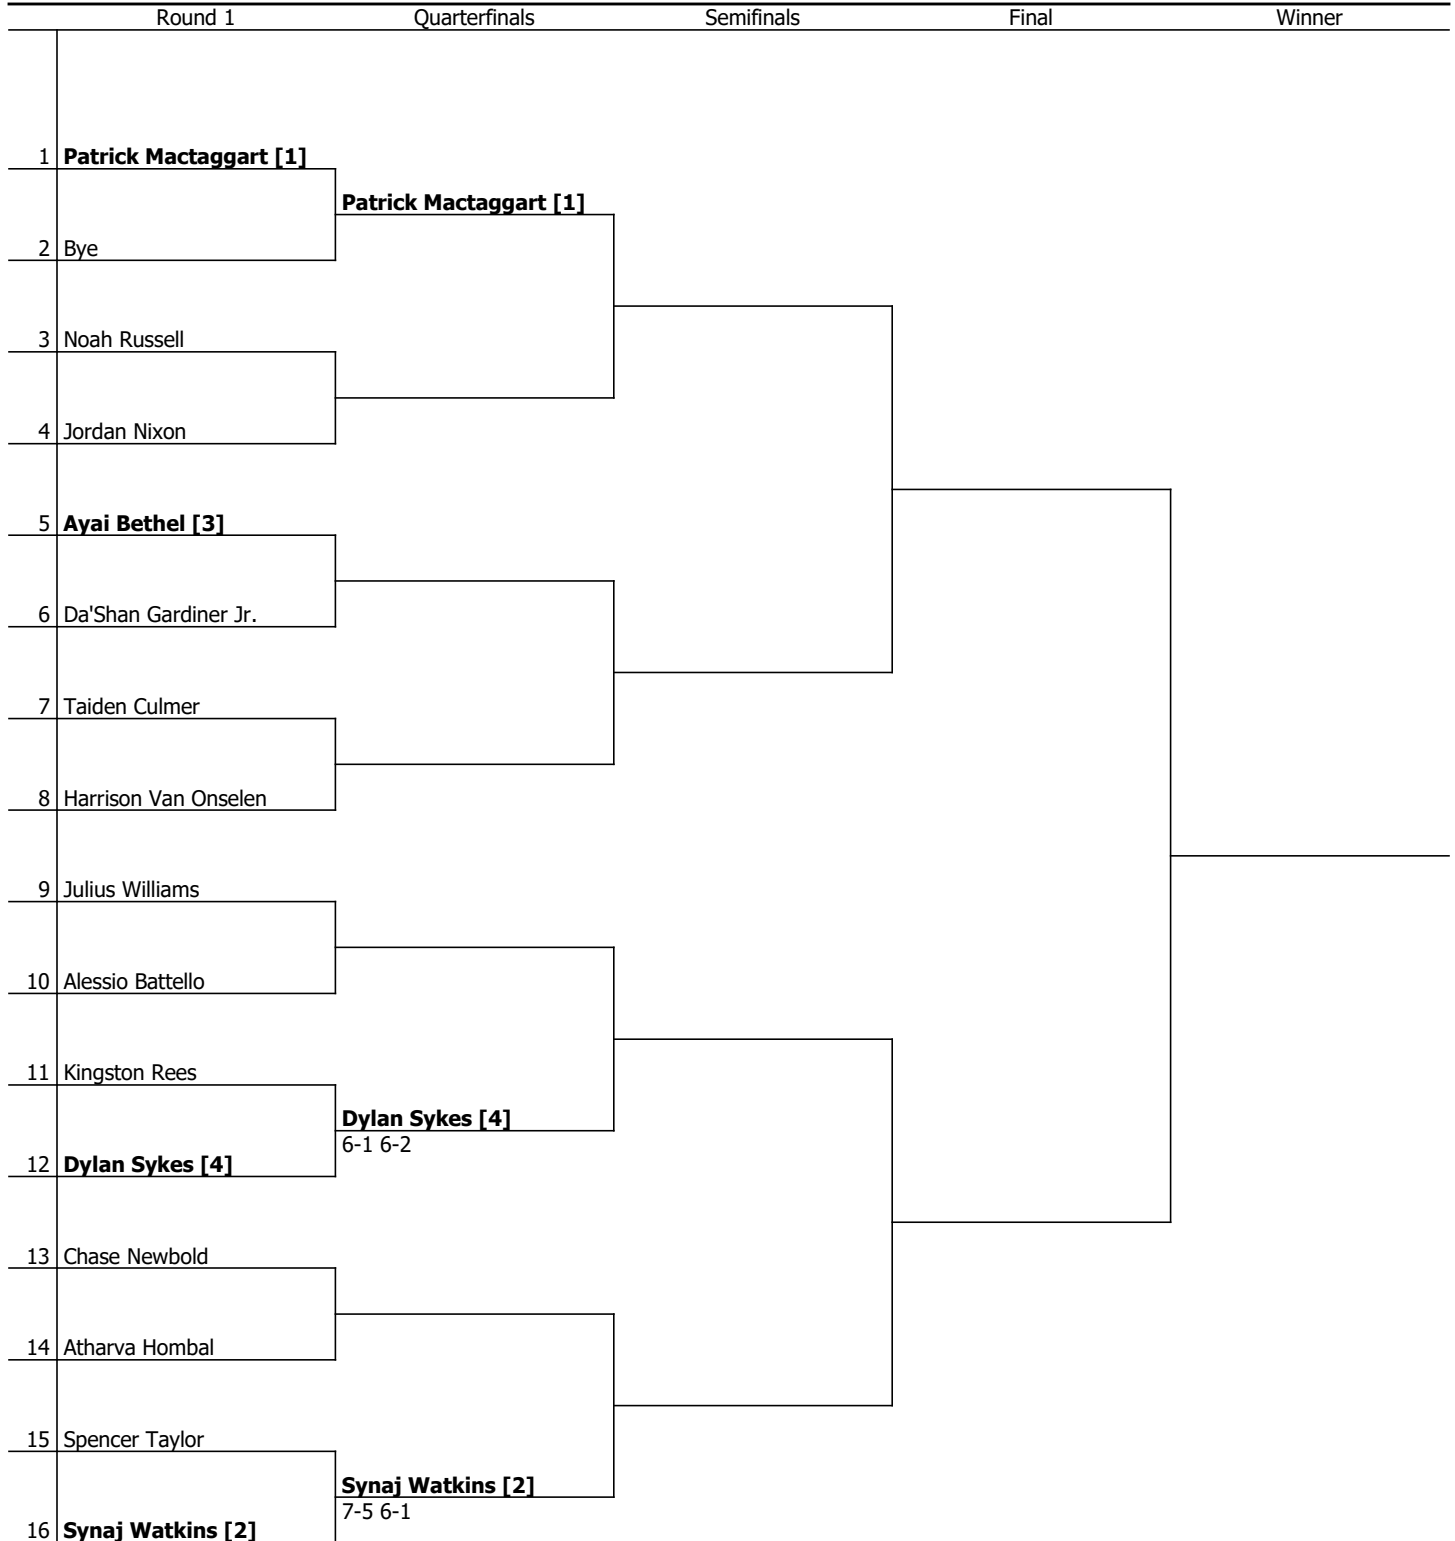 Round 1 Quarterfinals Semifinals Final Winner
1 Patrick Mactaggart [1]
Patrick Mactaggart [1]
2 Bye
3 Noah Russell
4 Jordan Nixon
5 Ayai Bethel [3]
6 Da'Shan Gardiner Jr.
7 Taiden Culmer
8 Harrison Van Onselen
9 Julius Williams
10 Alessio Battello
11 Kingston Rees
Dylan Sykes [4]
6-1 6-2
12 Dylan Sykes [4]
13 Chase Newbold
14 Atharva Hombal
15 Spencer Taylor
Synaj Watkins [2]
7-5 6-1
16 Synaj Watkins [2]